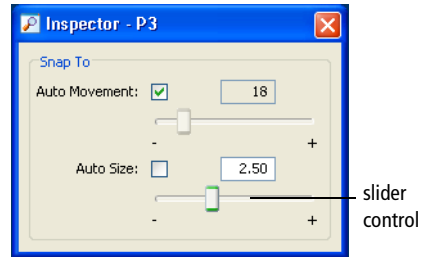 Inspector - P3
Snap To
Auto Movement: 18
- +
Auto Size: 2.50
- +
slider
control